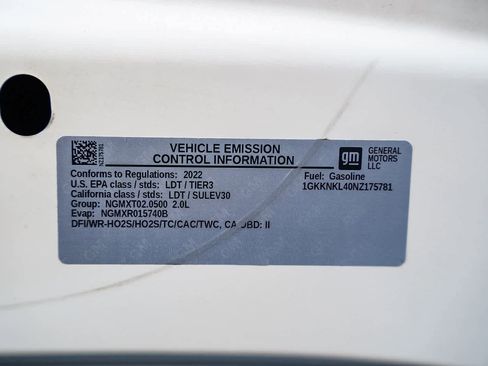 VEHICLE EMISSION
CONTROL INFORMATION
NZ175781
gm
GENERAL
MOTORS
LLC
Conforms to Regulations: 2022
U.S. EPA class / stds: LDT / TIER3
California class / stds: LDT / SULEV30
Group: NGMXT02.0500 2.0L
Evap: NGMXR015740B
DFI/WR-HO2S/HO2S/TC/CAC/TWC, CA OBD: II
Fuel: Gasoline
1GKKNKL40NZ175781